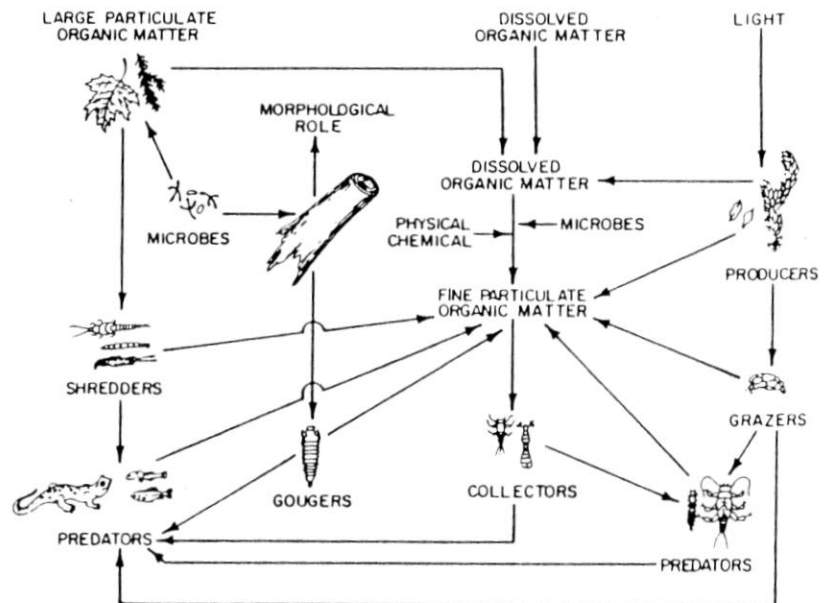 LARGE PARTICULATE
ORGANIC MATTER
DISSOLVED
ORGANIC MATTER
LIGHT
MORPHOLOGICAL
ROLE
DISSOLVED
ORGANIC MATTER
MICROBES
PHYSICAL
CHEMICAL
MICROBES
PRODUCERS
FINE PARTICULATE
ORGANIC MATTER
SHREDDERS
GRAZERS
GOUGERS
COLLECTORS
PREDATORS
PREDATORS